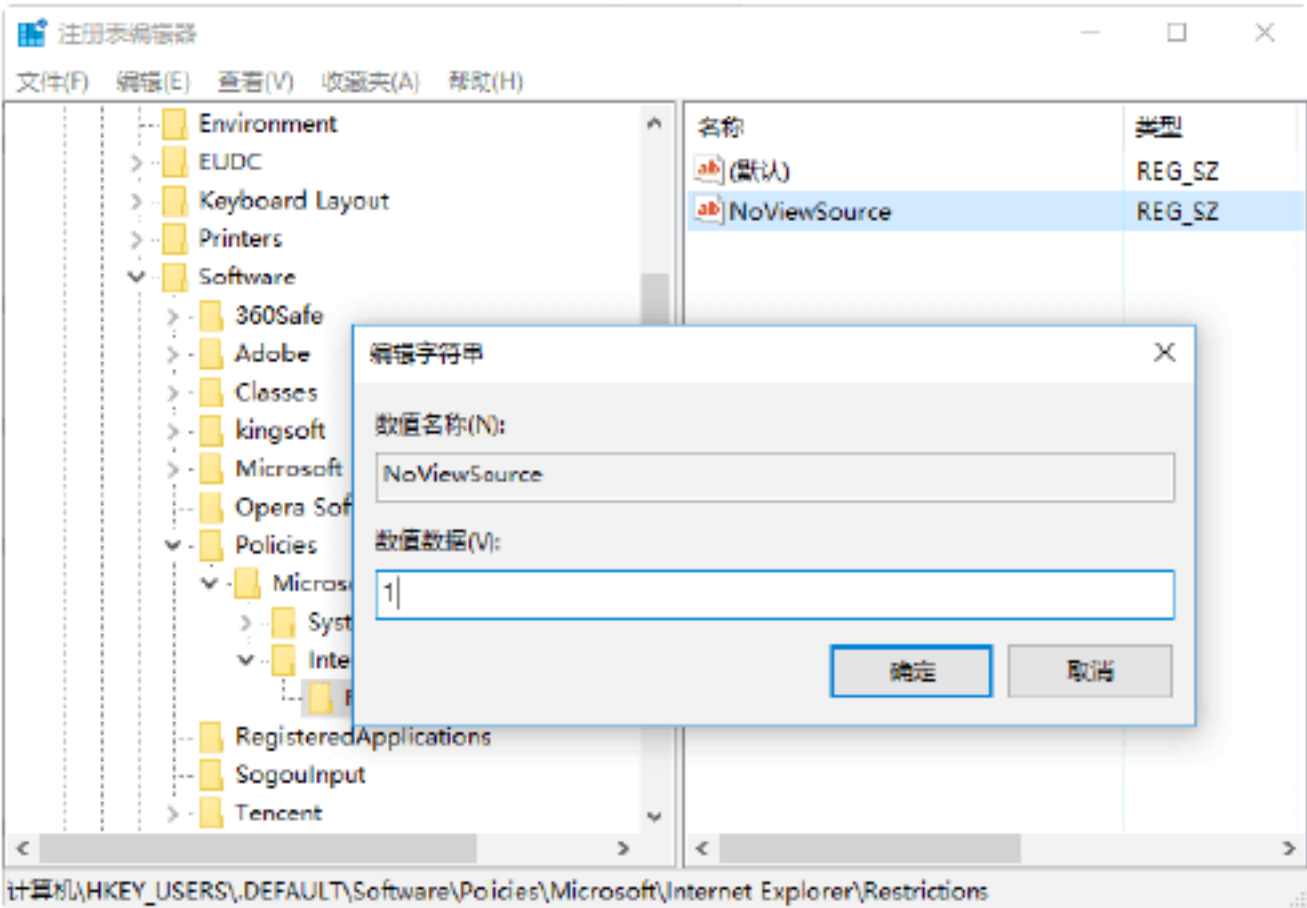 注册表编辑器
文件(F) 编辑(E) 查看(V) 收藏夹(A) 帮助(H)
Environment
EUDC
Keyboard Layout
Printers
Software
360Safe
Adobe
Classes
kingsoft
Microsoft
Opera Sof
Policies
Micros
Syst
Inte
RegisteredApplications
SogouInput
Tencent
名称 类型
ab (默认) REG_SZ
ab NoViewSource REG_SZ
编辑字符串
数值名称(N):
NoViewSource
数值数据(V):
1
确定 取消
计算机\HKEY_USERS\.DEFAULT\Software\Policies\Microsoft\Internet Explorer\Restrictions